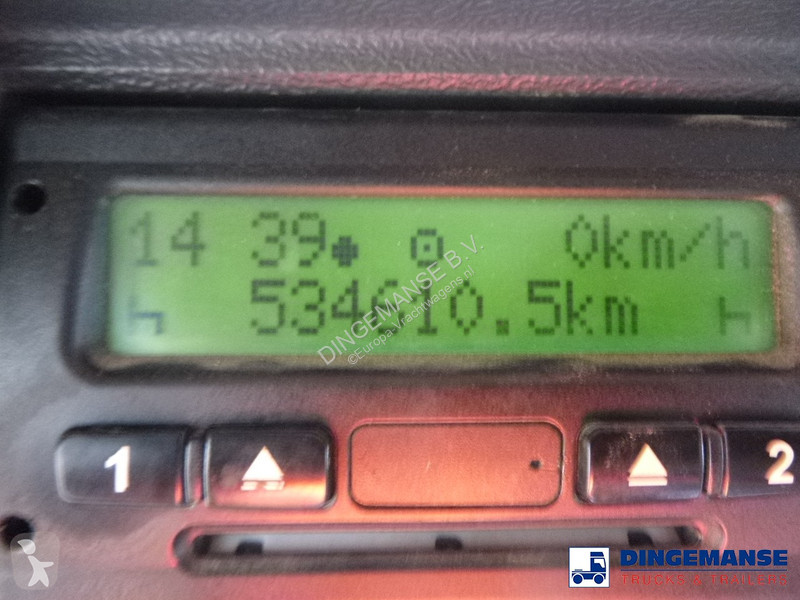 14 39 0km/h
534610.5km
DINGEMANSE B.V.
©Europa-Vrachtwagens.nl
1 2
DINGEMANSE
TRUCKS & TRAILERS